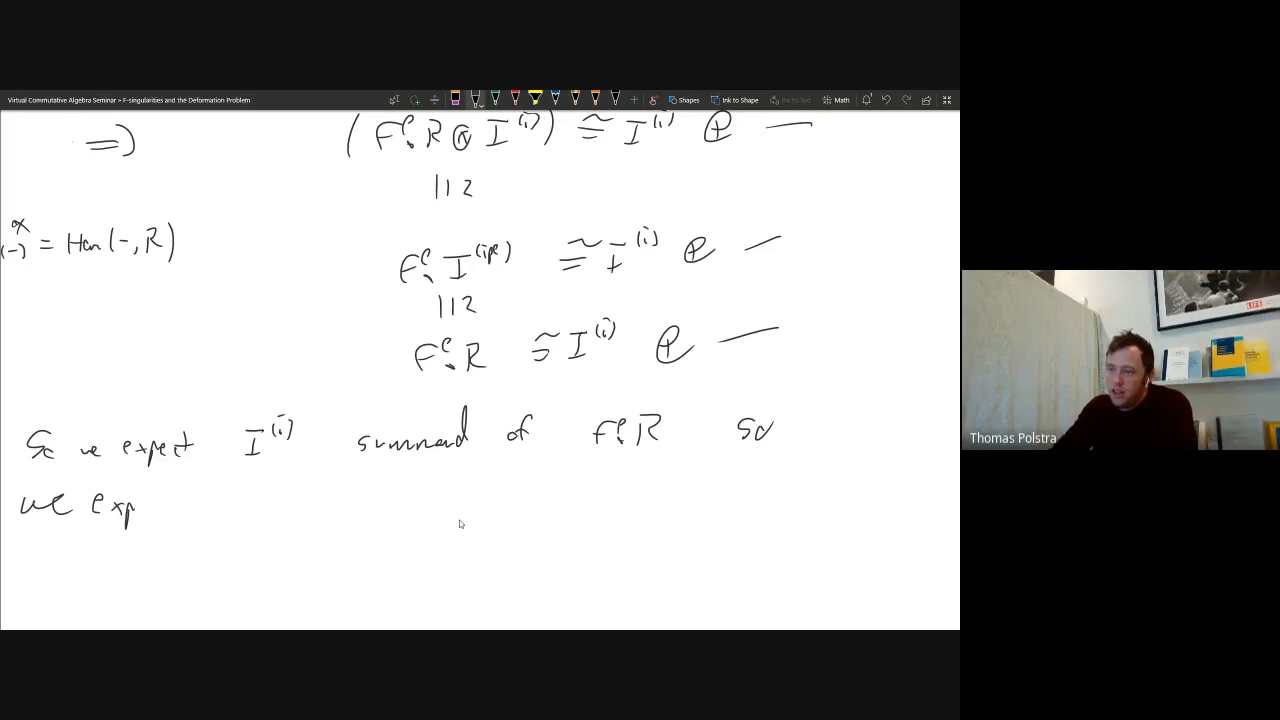 Virtual Commutative Algebra Seminar » F-singularities and the Deformation Problem
Shapes
Ink to Shape
Math
⇒ (F^e_* R ⊗ I^(i)) ≅ I^(i) ⊕ —
≅
(-)^* = Hom(-, R)
F^e_* I^(ip^e) ≅ I^(i) ⊕ —
≅
F^e_* R ≅ I^(i) ⊕ —
So we expect I^(i) summand of F^e_* R So
we exp
LIFE
Thomas Polstra